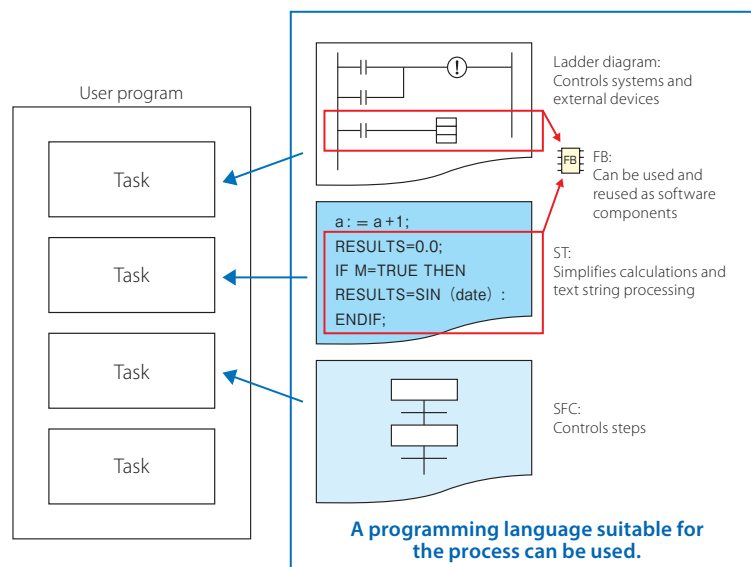 User program
Task
Task
Task
Task
Ladder diagram:
Controls systems and
external devices
FB
FB:
Can be used and
reused as software
components
a : = a+1;
RESULTS=0.0;
IF M=TRUE THEN
RESULTS=SIN (date) :
ENDIF;
ST:
Simplifies calculations and
text string processing
SFC:
Controls steps
A programming language suitable for
the process can be used.